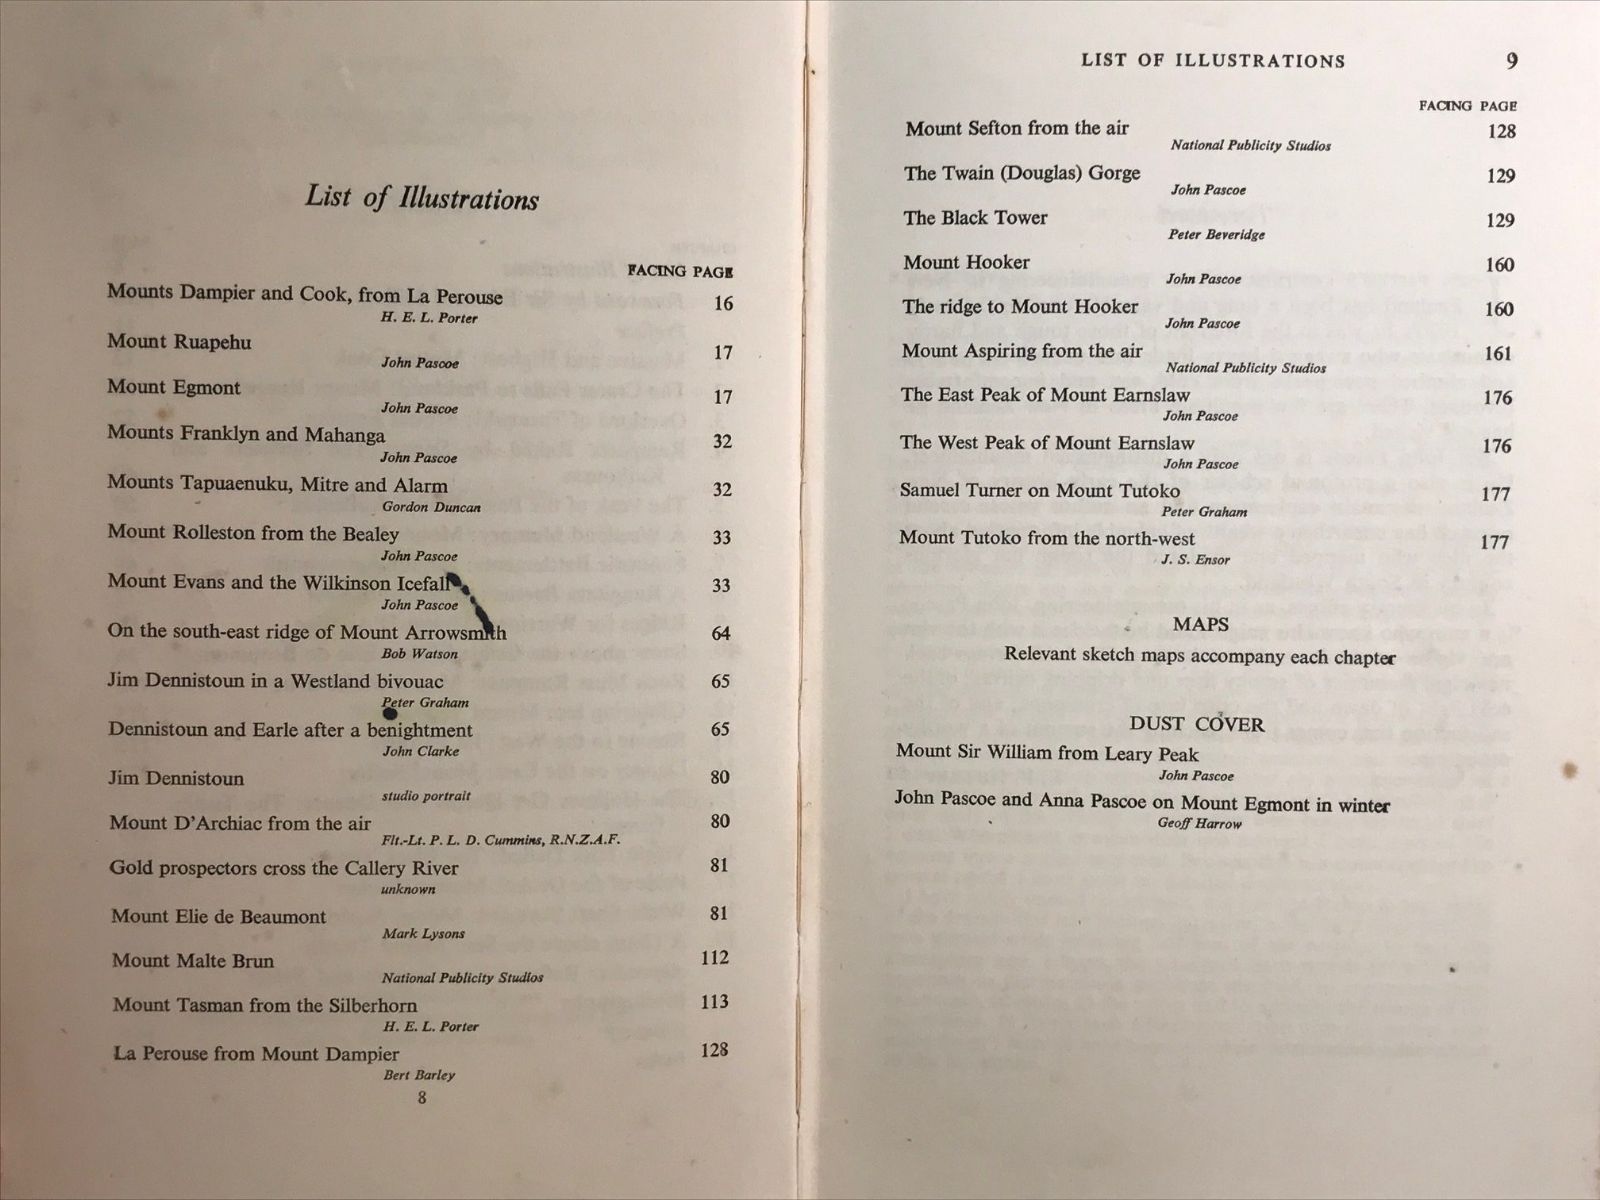 List of Illustrations
FACING PAGE
Mounts Dampier and Cook, from La Perouse 16
H. E. L. Porter
Mount Ruapehu 17
John Pascoe
Mount Egmont 17
John Pascoe
Mounts Franklyn and Mahanga 32
John Pascoe
Mounts Tapuaenuku, Mitre and Alarm 32
Gordon Duncan
Mount Rolleston from the Bealey 33
John Pascoe
Mount Evans and the Wilkinson Icefall 33
John Pascoe
On the south-east ridge of Mount Arrowsmith 64
Bob Watson
Jim Dennistoun in a Westland bivouac 65
Peter Graham
Dennistoun and Earle after a benightment 65
John Clarke
Jim Dennistoun 80
studio portrait
Mount D'Archiac from the air 80
Flt.-Lt. P. L. D. Cummins, R.N.Z.A.F.
Gold prospectors cross the Callery River 81
unknown
Mount Elie de Beaumont 81
Mark Lysons
Mount Malte Brun 112
National Publicity Studios
Mount Tasman from the Silberhorn 113
H. E. L. Porter
La Perouse from Mount Dampier 128
Bert Barley
8
LIST OF ILLUSTRATIONS 9
FACING PAGE
Mount Sefton from the air 128
National Publicity Studios
The Twain (Douglas) Gorge 129
John Pascoe
The Black Tower 129
Peter Beveridge
Mount Hooker 160
John Pascoe
The ridge to Mount Hooker 160
John Pascoe
Mount Aspiring from the air 161
National Publicity Studios
The East Peak of Mount Earnslaw 176
John Pascoe
The West Peak of Mount Earnslaw 176
John Pascoe
Samuel Turner on Mount Tutoko 177
Peter Graham
Mount Tutoko from the north-west 177
J. S. Ensor
MAPS
Relevant sketch maps accompany each chapter
DUST COVER
Mount Sir William from Leary Peak
John Pascoe
John Pascoe and Anna Pascoe on Mount Egmont in winter
Geoff Harrow